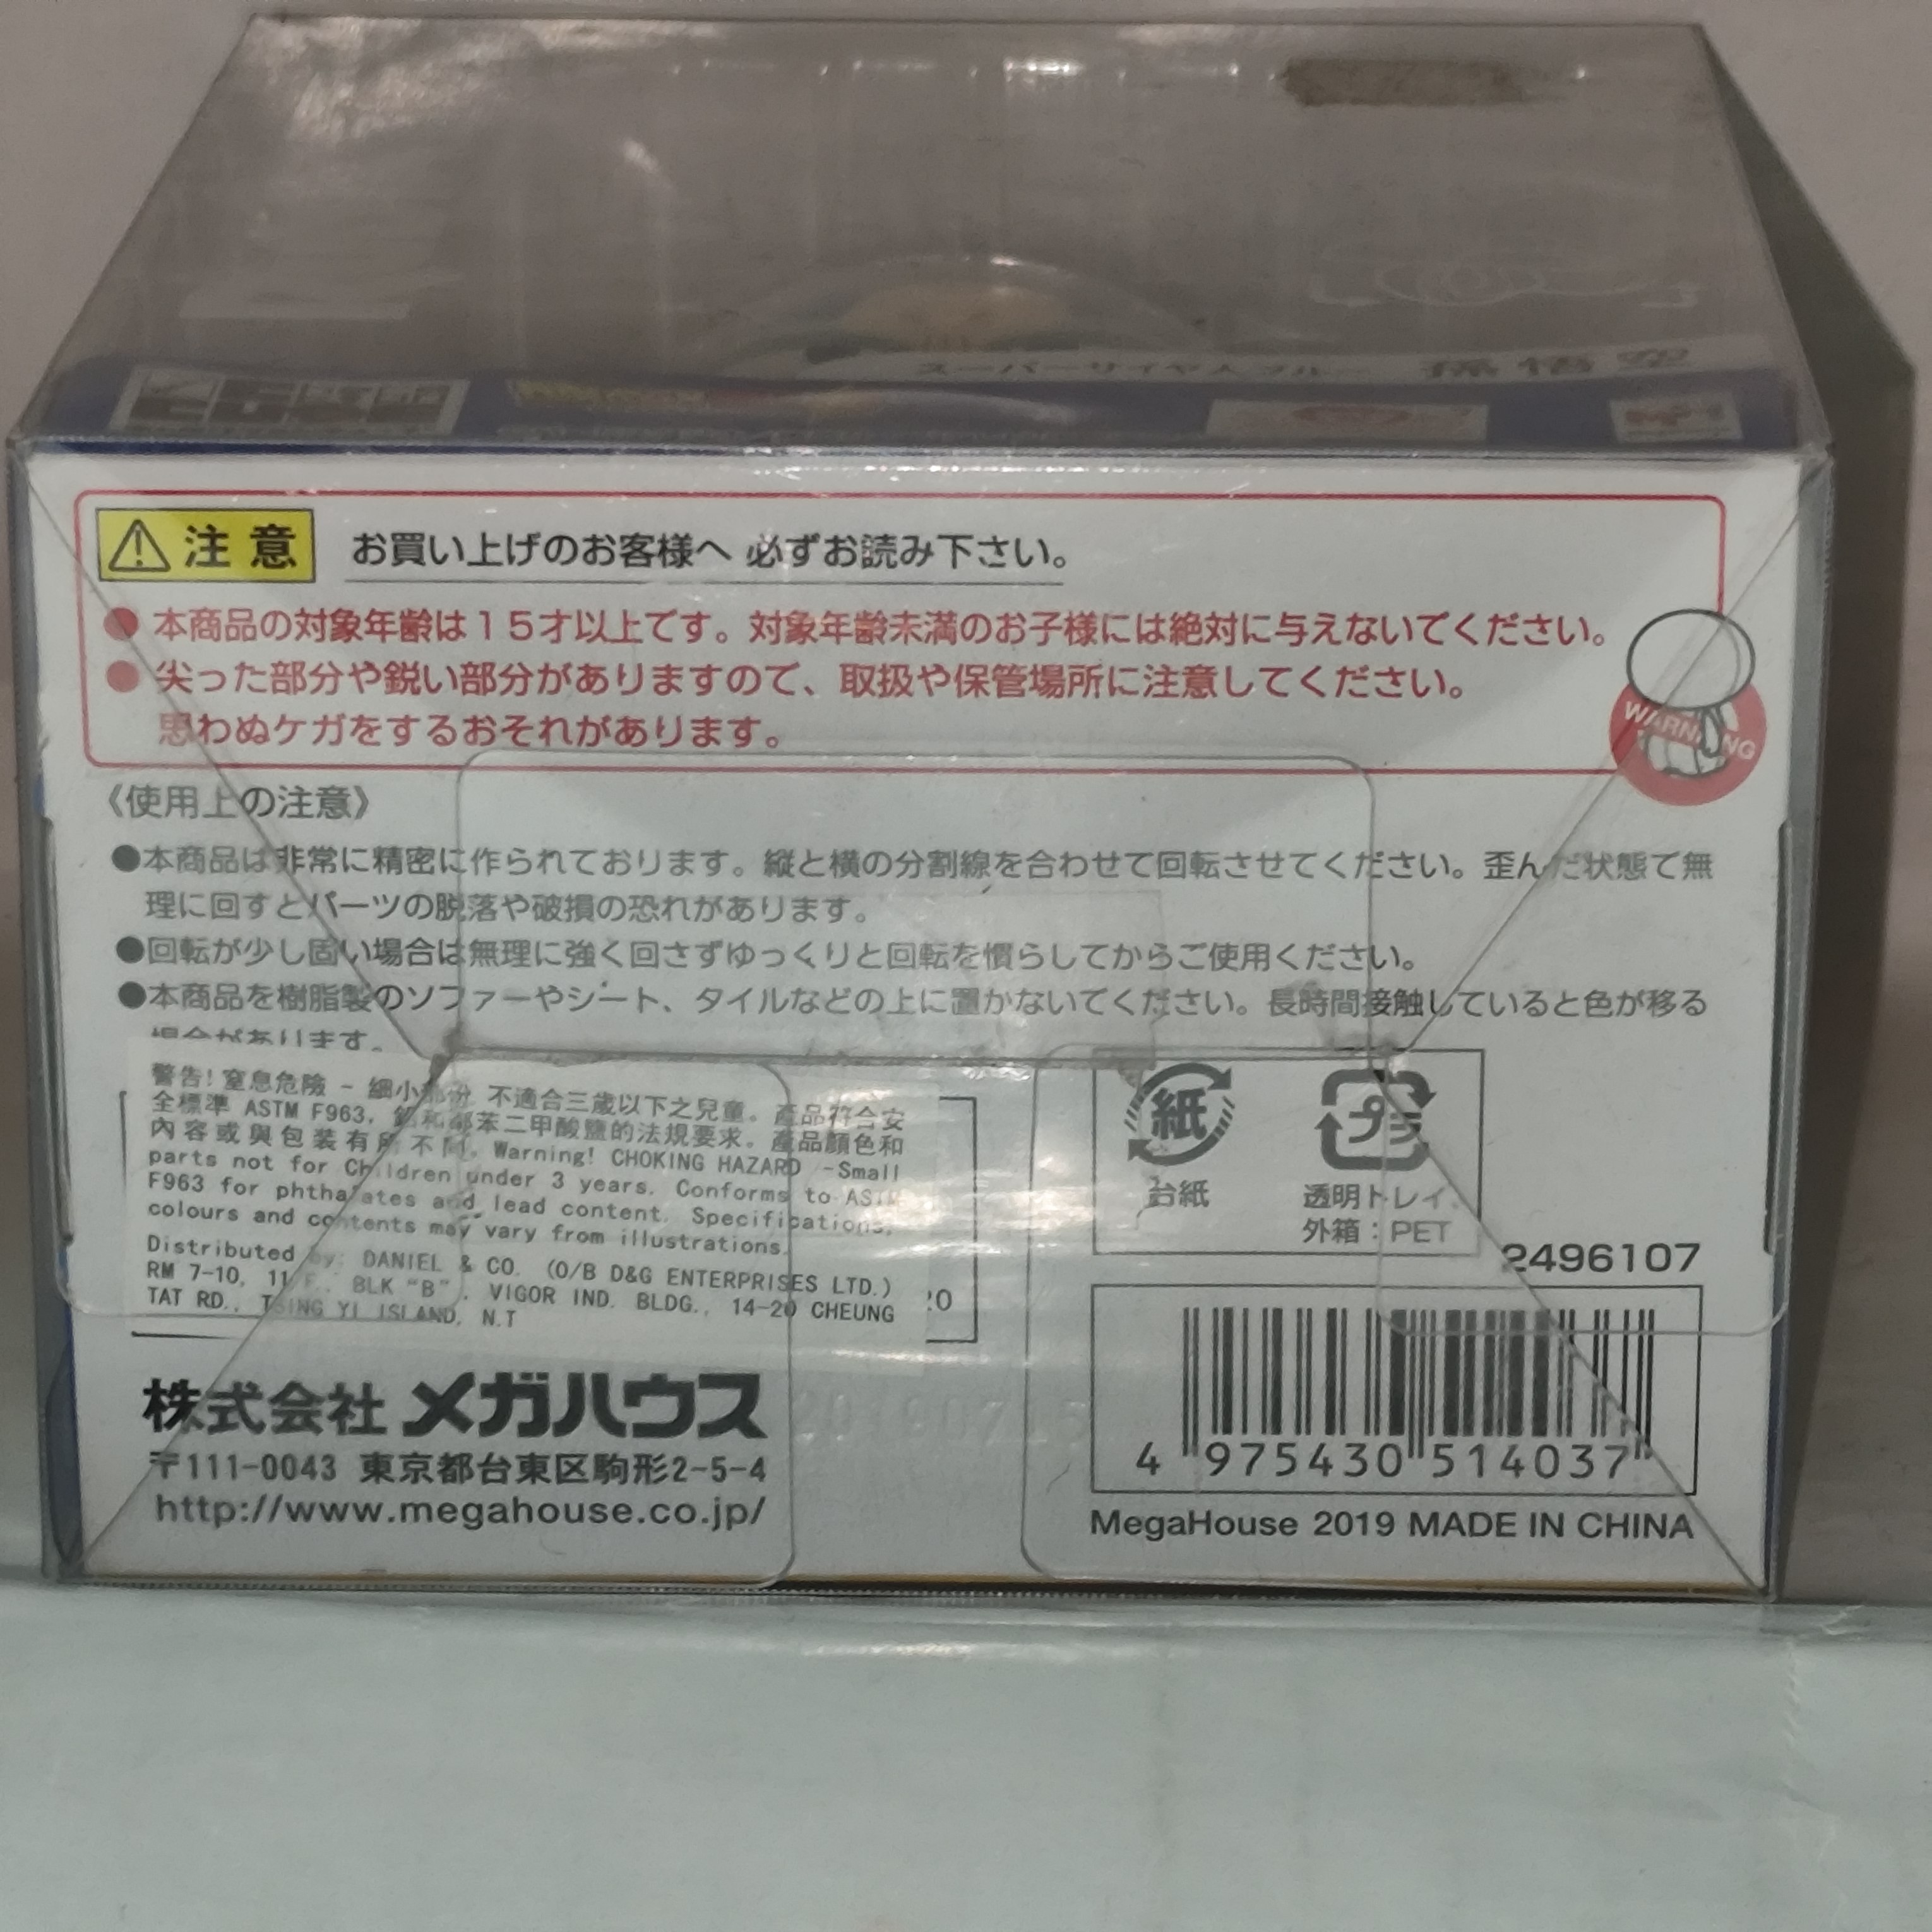 スーパーサイヤ人ブルー 孫悟空
注意 お買い上げのお客様へ 必ずお読み下さい。
●本商品の対象年齢は15才以上です。対象年齢未満のお子様には絶対に与えないでください。
●尖った部分や鋭い部分がありますので、取扱や保管場所に注意してください。
思わぬケガをするおそれがあります。
WARNING
《使用上の注意》
●本商品は非常に精密に作られております。縦と横の分割線を合わせて回転させてください。歪んだ状態で無
理に回すとパーツの脱落や破損の恐れがあります。
●回転が少し固い場合は無理に強く回さずゆっくりと回転を慣らしてからご使用ください。
●本商品を樹脂製のソファーやシート、タイルなどの上に置かないでください。長時間接触していると色が移る
場合があります。
警告! 窒息危險 - 細小部份 不適合三歲以下之兒童。產品符合安
全標準 ASTM F963, 鉛和鄰苯二甲酸鹽的法規要求。產品顏色和
內容或與包装有所不同。Warning! CHOKING HAZARD -Small
parts not for Children under 3 years. Conforms to ASTM
F963 for phthalates and lead content. Specifications,
colours and contents may vary from illustrations.
Distributed by: DANIEL & CO. (O/B D&G ENTERPRISES LTD.)
RM 7-10, 11/F., BLK "B", VIGOR IND. BLDG., 14-20 CHEUNG
TAT RD., TSING YI ISLAND, N.T
紙
プラ
台紙
透明トレイ
外箱：PET
2496107
株式会社 メガハウス
〒111-0043 東京都台東区駒形2-5-4
http://www.megahouse.co.jp/
4 975430 514037
MegaHouse 2019 MADE IN CHINA